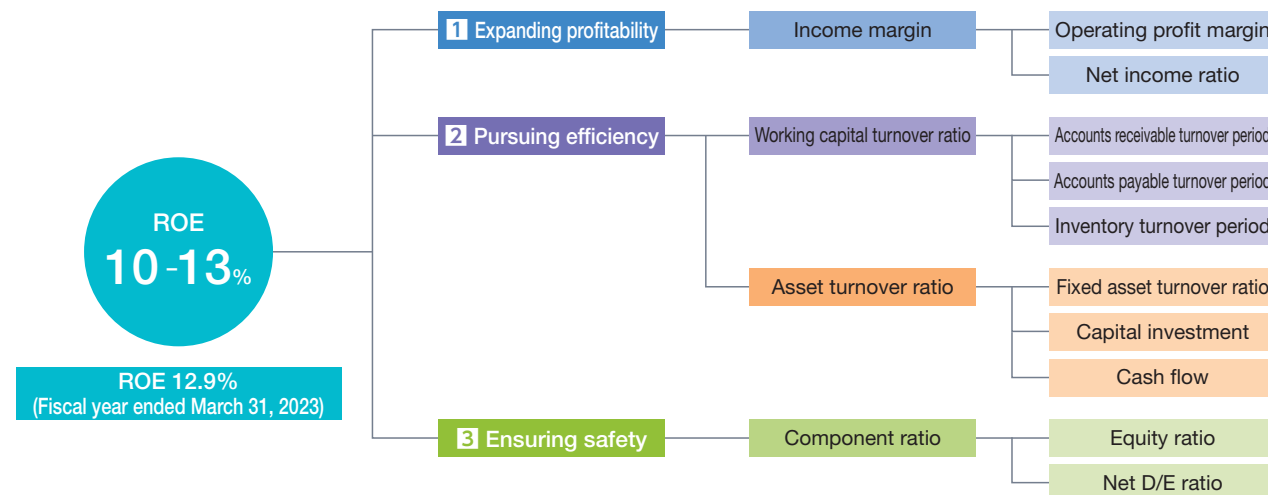 1 Expanding profitability
Income margin
Operating profit margin
Net income ratio
2 Pursuing efficiency
Working capital turnover ratio
Accounts receivable turnover period
Accounts payable turnover period
Inventory turnover period
ROE
10-13%
Asset turnover ratio
Fixed asset turnover ratio
Capital investment
Cash flow
ROE 12.9%
(Fiscal year ended March 31, 2023)
3 Ensuring safety
Component ratio
Equity ratio
Net D/E ratio